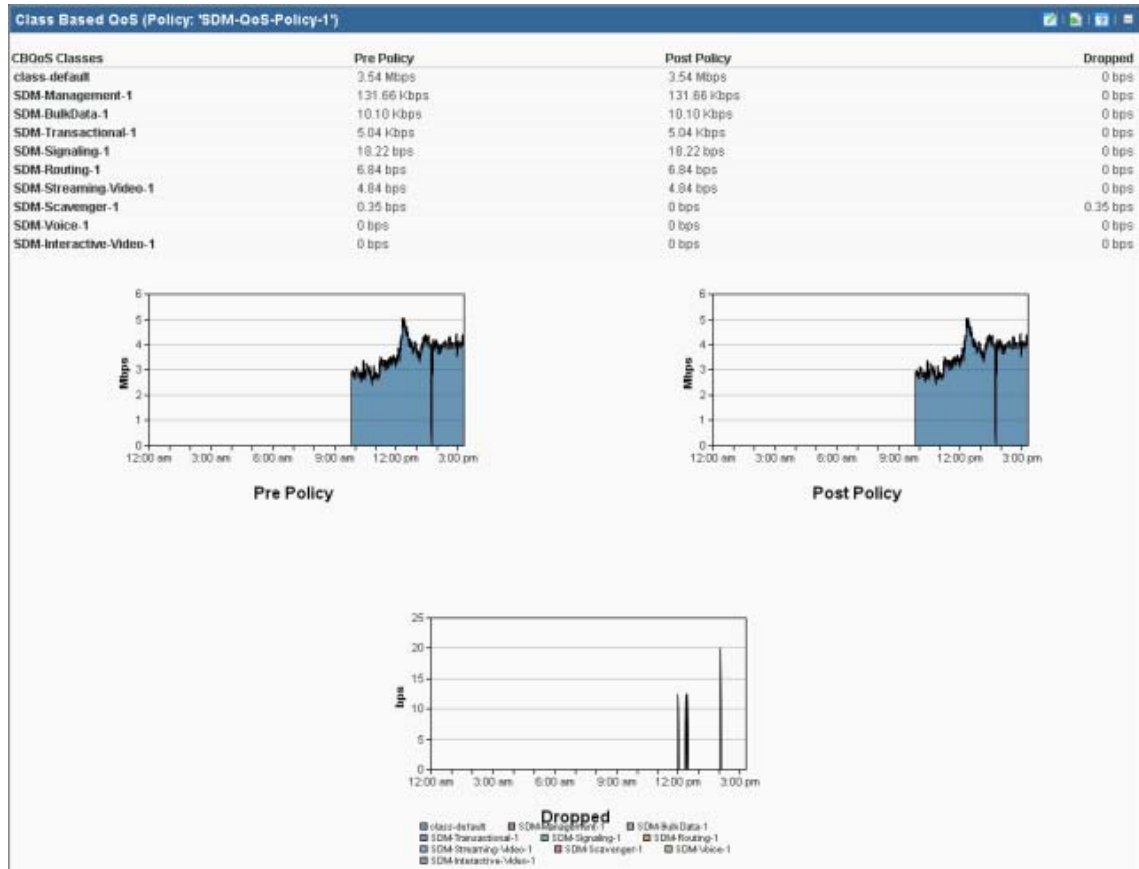 Class Based QoS (Policy: 'SDM-QoS-Policy-1')
CBQoS Classes Pre Policy Post Policy Dropped
class-default 3.54 Mbps 3.54 Mbps 0 bps
SDM-Management-1 131.66 Kbps 131.66 Kbps 0 bps
SDM-BulkData-1 10.10 Kbps 10.10 Kbps 0 bps
SDM-Transactional-1 5.04 Kbps 5.04 Kbps 0 bps
SDM-Signaling-1 18.22 bps 18.22 bps 0 bps
SDM-Routing-1 6.84 bps 6.84 bps 0 bps
SDM-Streaming-Video-1 4.84 bps 4.84 bps 0 bps
SDM-Scavenger-1 0.35 bps 0 bps 0.35 bps
SDM-Voice-1 0 bps 0 bps 0 bps
SDM-Interactive-Video-1 0 bps 0 bps 0 bps
6
5
4
3
2
1
0
Mbps
12:00 am 3:00 am 6:00 am 9:00 am 12:00 pm 3:00 pm
Pre Policy
6
5
4
3
2
1
0
Mbps
12:00 am 3:00 am 6:00 am 9:00 am 12:00 pm 3:00 pm
Post Policy
25
20
15
10
5
0
bps
12:00 am 3:00 am 6:00 am 9:00 am 12:00 pm 3:00 pm
Dropped
class-default SDM-Management-1 SDM-BulkData-1
SDM-Transactional-1 SDM-Signaling-1 SDM-Routing-1
SDM-Streaming-Video-1 SDM-Scavenger-1 SDM-Voice-1
SDM-Interactive-Video-1